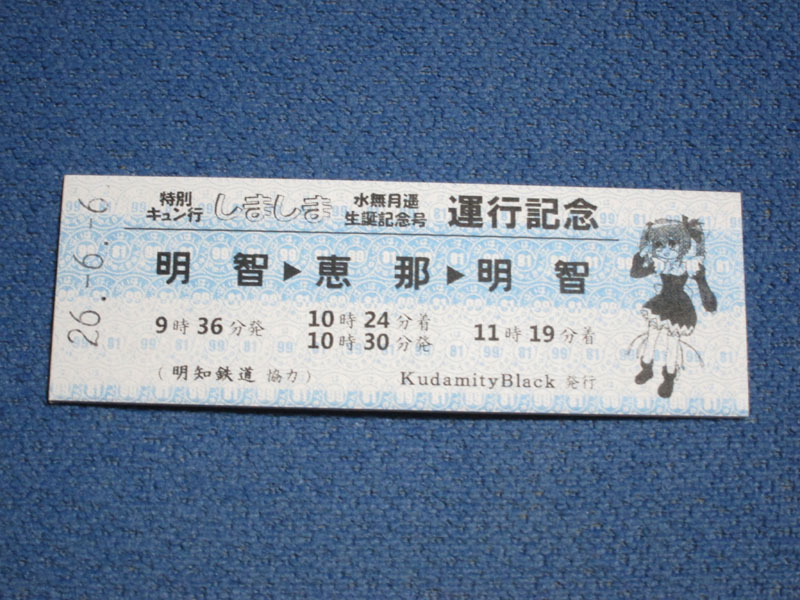 特別
キュン行 しましま 水無月遥
生誕記念号 運行記念
明智▶恵那▶明智
9時36分発 10時24分着
10時30分発 11時19分着
(明知鉄道 協力) KudamityBlack 発行
26.-6.-6